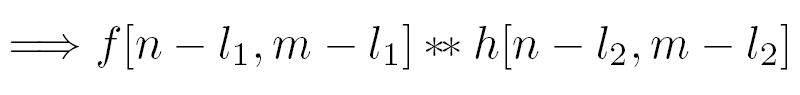 ⟹ f[n − l₁, m − l₁] ** h[n − l₂, m − l₂]